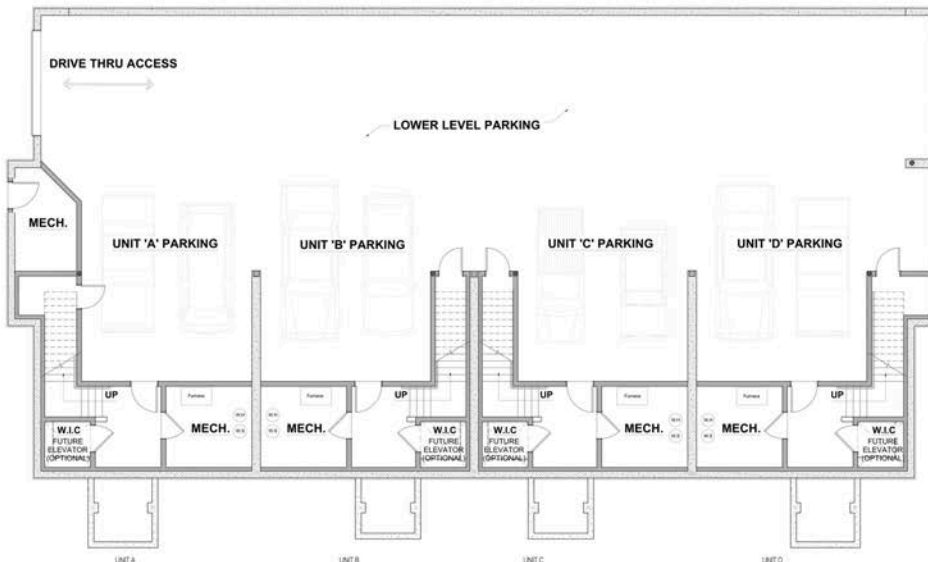 DRIVE THRU ACCESS
LOWER LEVEL PARKING
MECH.
UNIT 'A' PARKING
UNIT 'B' PARKING
UNIT 'C' PARKING
UNIT 'D' PARKING
UP
Furnace
Furnace
UP
UP
Furnace
Furnace
UP
W.H
W.H
W.H
W.H
MECH.
MECH.
MECH.
MECH.
W.I.C
FUTURE
ELEVATOR
(OPTIONAL)
W.I.C
FUTURE
ELEVATOR
(OPTIONAL)
W.I.C
FUTURE
ELEVATOR
(OPTIONAL)
W.I.C
FUTURE
ELEVATOR
(OPTIONAL)
UNIT A
UNIT B
UNIT C
UNIT D